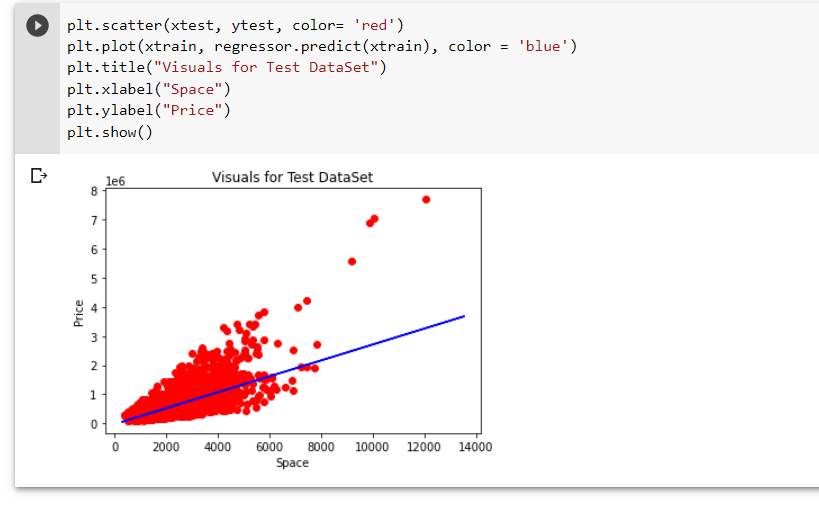 plt.scatter(xtest, ytest, color= 'red')
plt.plot(xtrain, regressor.predict(xtrain), color = 'blue')
plt.title("Visuals for Test DataSet")
plt.xlabel("Space")
plt.ylabel("Price")
plt.show()
Visuals for Test DataSet
1e6
8
7
6
5
4
3
2
1
0
Price
0 2000 4000 6000 8000 10000 12000 14000
Space